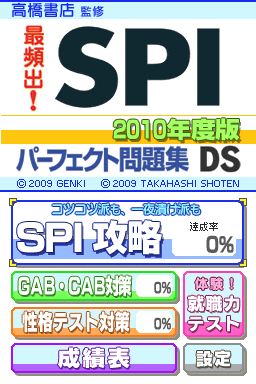 高橋書店 監修
最頻出!
SPI
2010年度版
パーフェクト問題集 DS
©2009 GENKI ©2009 TAKAHASHI SHOTEN
コツコツ派も、一夜漬け派も
SPI攻略
達成率
0%
GAB・CAB対策 0%
性格テスト対策 0%
体験!
就職力
テスト
成績表
設定